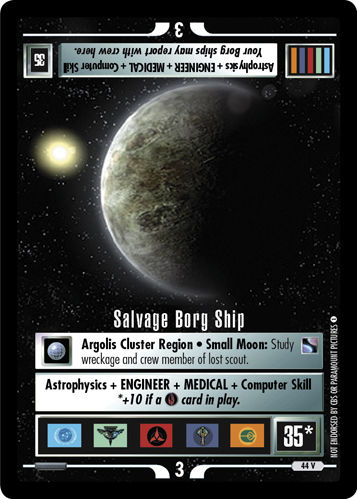 3
Your Borg ships may report with crew here.
Astrophysics + ENGINEER + MEDICAL + Computer Skill
35
Salvage Borg Ship
Argolis Cluster Region • Small Moon: Study
wreckage and crew member of lost scout.
Astrophysics + ENGINEER + MEDICAL + Computer Skill
*+10 if a card in play.
35*
3
44 V
NOT ENDORSED BY CBS OR PARAMOUNT PICTURES